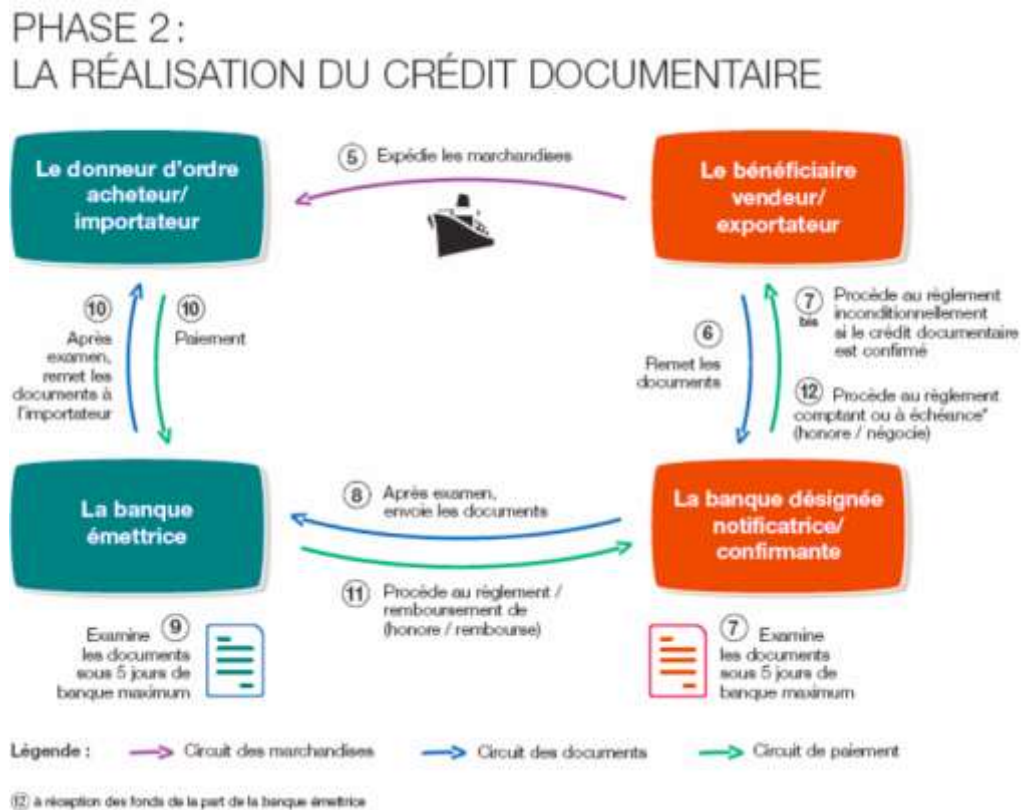 PHASE 2 :
LA RÉALISATION DU CRÉDIT DOCUMENTAIRE
Le donneur d'ordre
acheteur/
importateur
5 Expédie les marchandises
Le bénéficiaire
vendeur/
exportateur
10
Après
examen,
remet les
documents à
l'importateur
10
Paiement
6
Remet les
documents
7 bis Procède au règlement
inconditionnellement
si le crédit documentaire
est confirmé
12 Procède au règlement
comptant ou à échéance*
(honore / négocie)
La banque
émettrice
8 Après examen,
envoie les documents
La banque désignée
notificatrice/
confirmante
11 Procède au règlement /
remboursement de
(honore / rembourse)
Examine 9
les documents
sous 5 jours de
banque maximum
7 Examine
les documents
sous 5 jours de
banque maximum
Légende : Circuit des marchandises Circuit des documents Circuit de paiement
12 à réception des fonds de la part de la banque émettrice